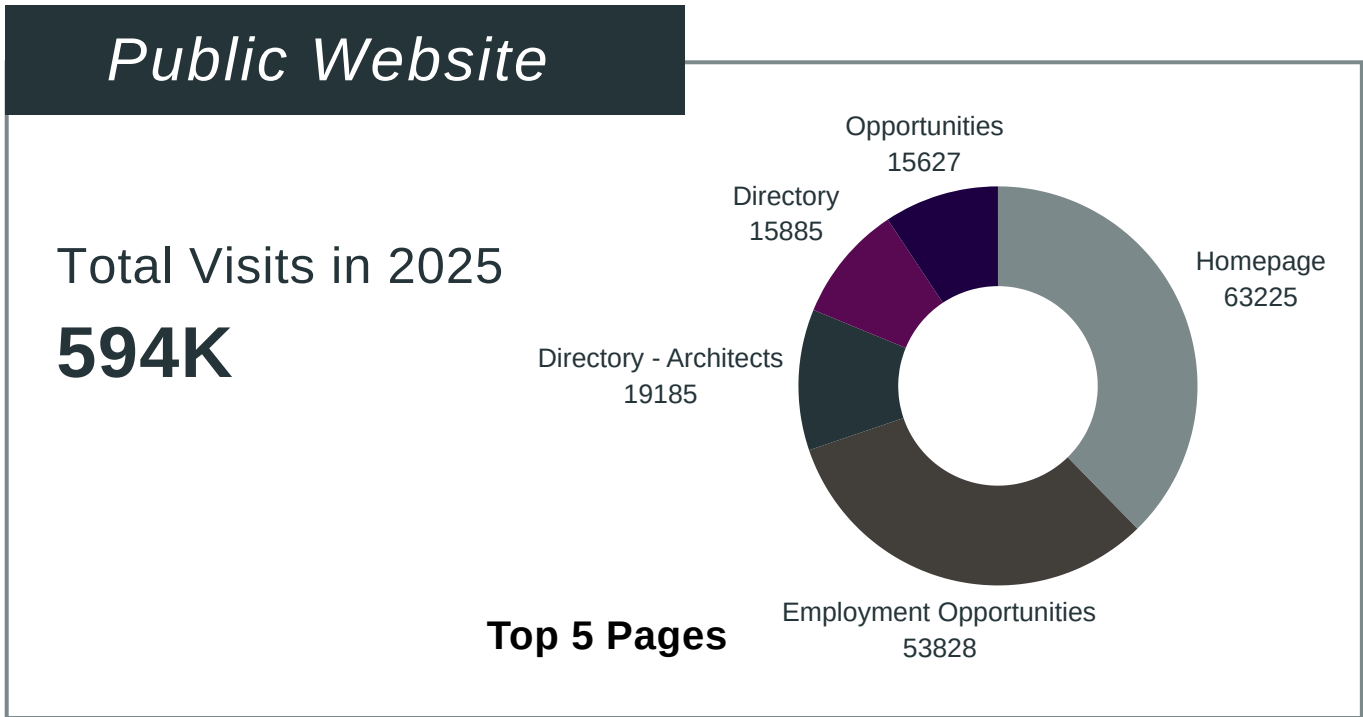 Public Website
Total Visits in 2025
594K
Opportunities
15627
Directory
15885
Homepage
63225
Directory - Architects
19185
Employment Opportunities
53828
Top 5 Pages